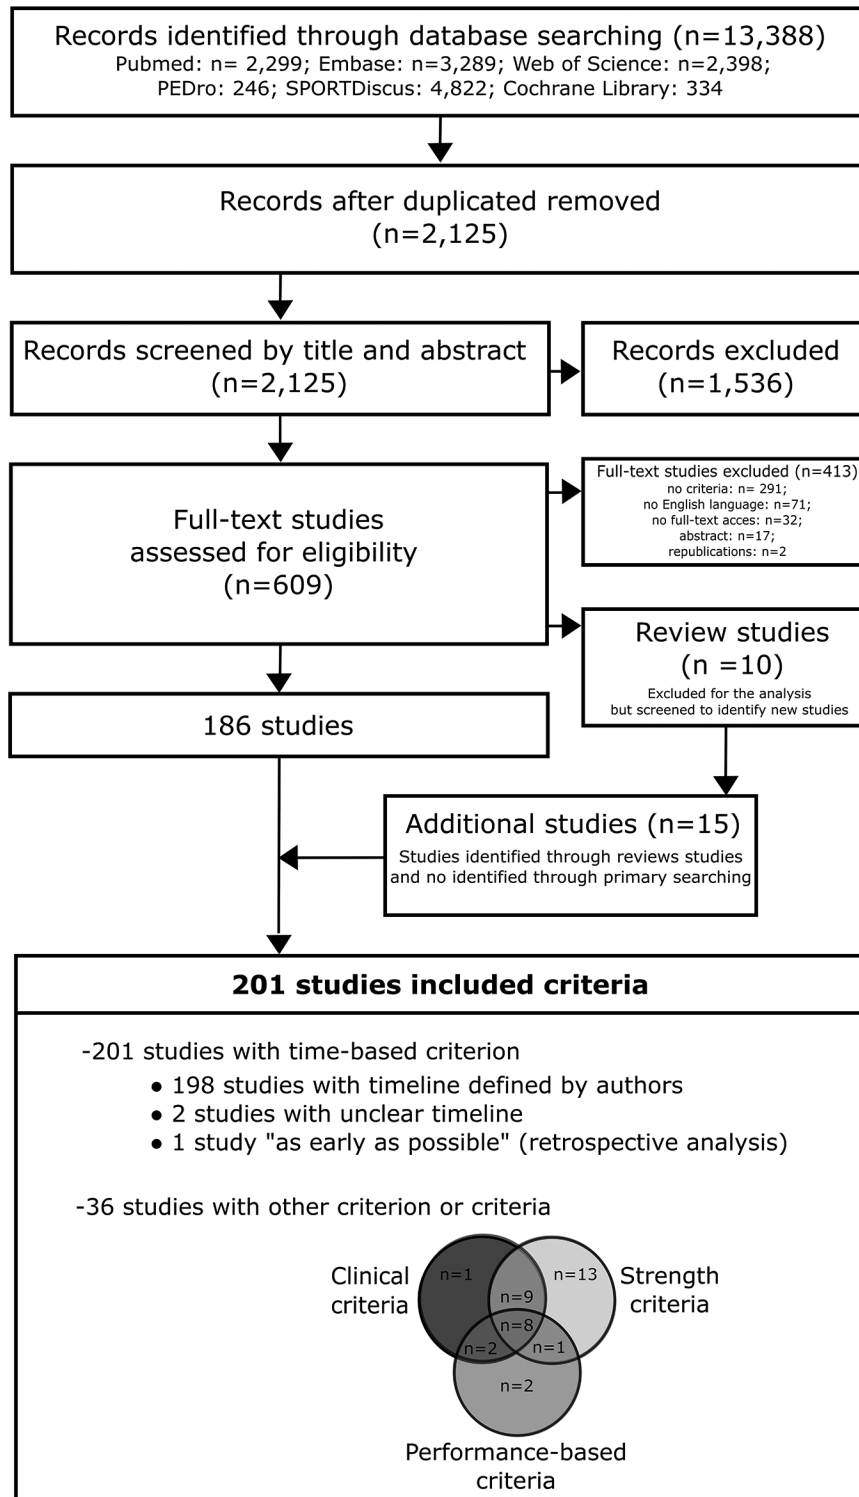 Records identified through database searching (n=13,388)
Pubmed: n= 2,299; Embase: n=3,289; Web of Science: n=2,398;
PEDro: 246; SPORTDiscus: 4,822; Cochrane Library: 334
Records after duplicated removed
(n=2,125)
Records screened by title and abstract
(n=2,125)
Records excluded
(n=1,536)
Full-text studies
assessed for eligibility
(n=609)
Full-text studies excluded (n=413)
no criteria: n= 291;
no English language: n=71;
no full-text acces: n=32;
abstract: n=17;
republications: n=2
Review studies
(n =10)
Excluded for the analysis
but screened to identify new studies
186 studies
Additional studies (n=15)
Studies identified through reviews studies
and no identified through primary searching
201 studies included criteria
-201 studies with time-based criterion
● 198 studies with timeline defined by authors
● 2 studies with unclear timeline
● 1 study "as early as possible" (retrospective analysis)
-36 studies with other criterion or criteria
Clinical
criteria
n=1
n=9
n=13
Strength
criteria
n=8
n=2
n=1
n=2
Performance-based
criteria